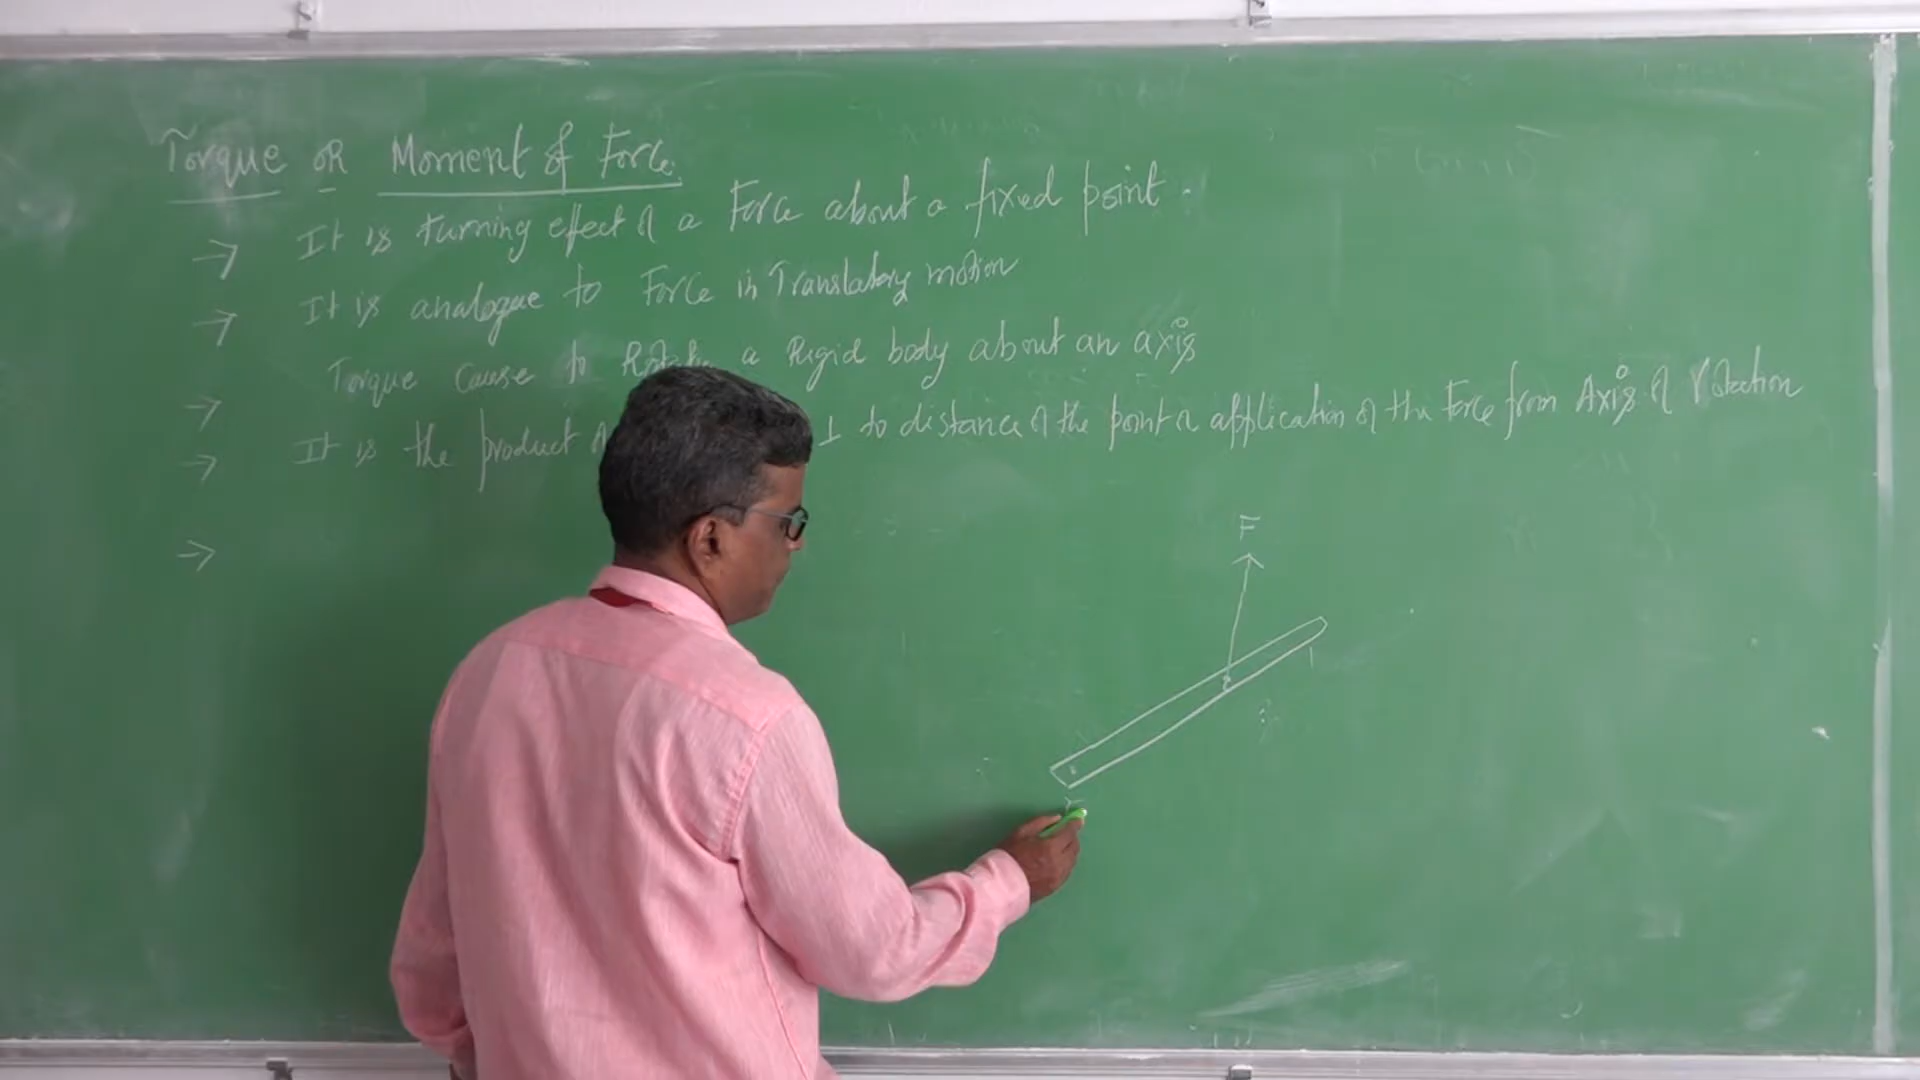 Torque OR Moment of Force.
→ It is turning effect of a Force about a fixed point.
→ It is analogue to Force in Translatory motion
→ Torque cause to a Rigid body about an axis
→ It is the product ⊥ to distance of the point of application of the Force from Axis of rotation
→
F